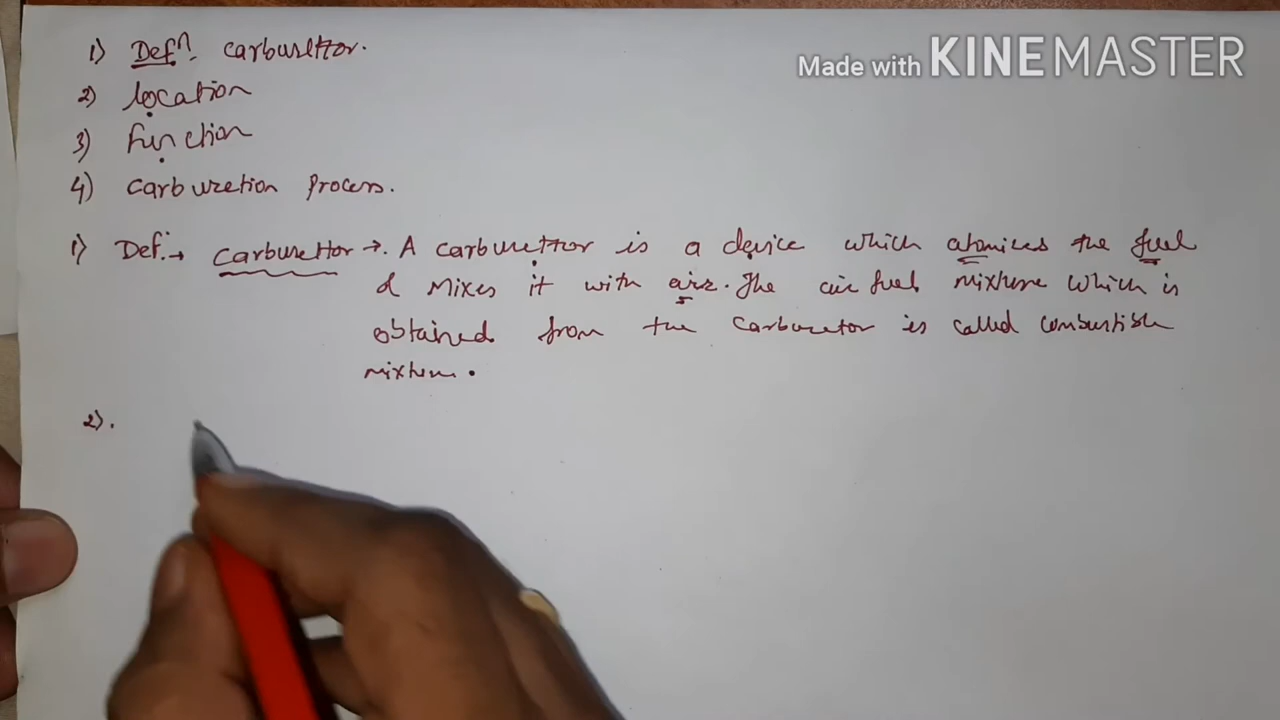 1) Defn. carburettor.
Made with KINEMASTER
2) location
3) Function
4) carburetion process.
1) Def:→ carburettor →. A carburettor is a device which atomices the fuel
& mixes it with air. The air fuel mixture which is
obtained from the carburetor is called combustible
mixture.
2).